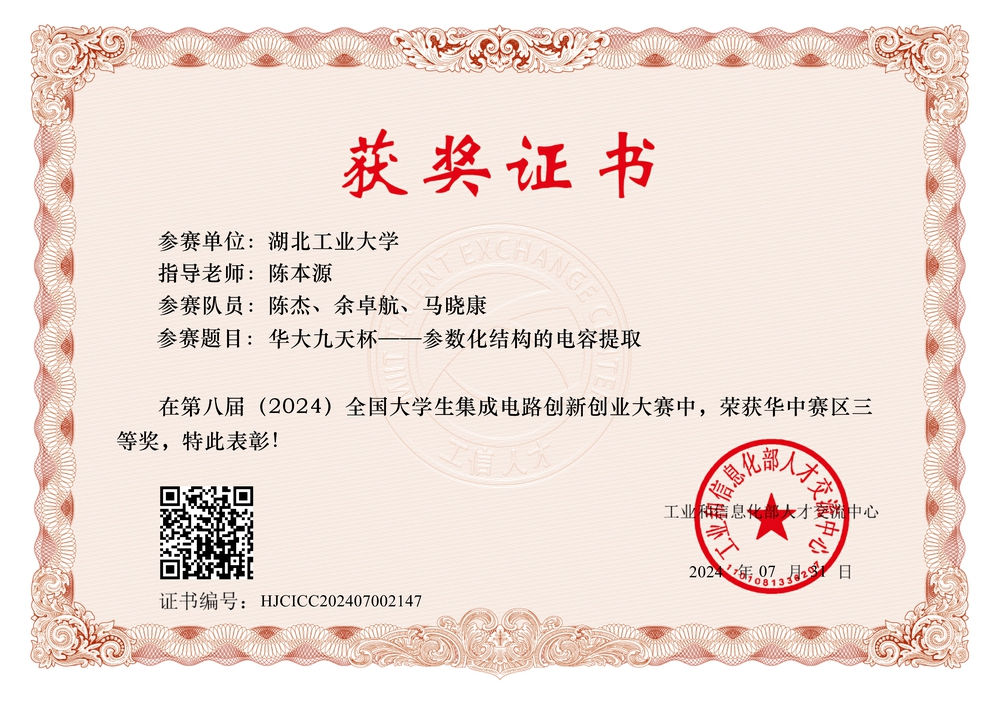 获奖证书
参赛单位：湖北工业大学
指导老师：陈本源
参赛队员：陈杰、余卓航、马晓康
参赛题目：华大九天杯——参数化结构的电容提取
在第八届（2024）全国大学生集成电路创新创业大赛中，荣获华中赛区三
等奖，特此表彰！
工业和信息化部人才交流中心
2024 年 07 月 31 日
证书编号：HJCICC202407002147
工业和信息化部人才交流中心
TALENT EXCHANGE CENTER
工信人才